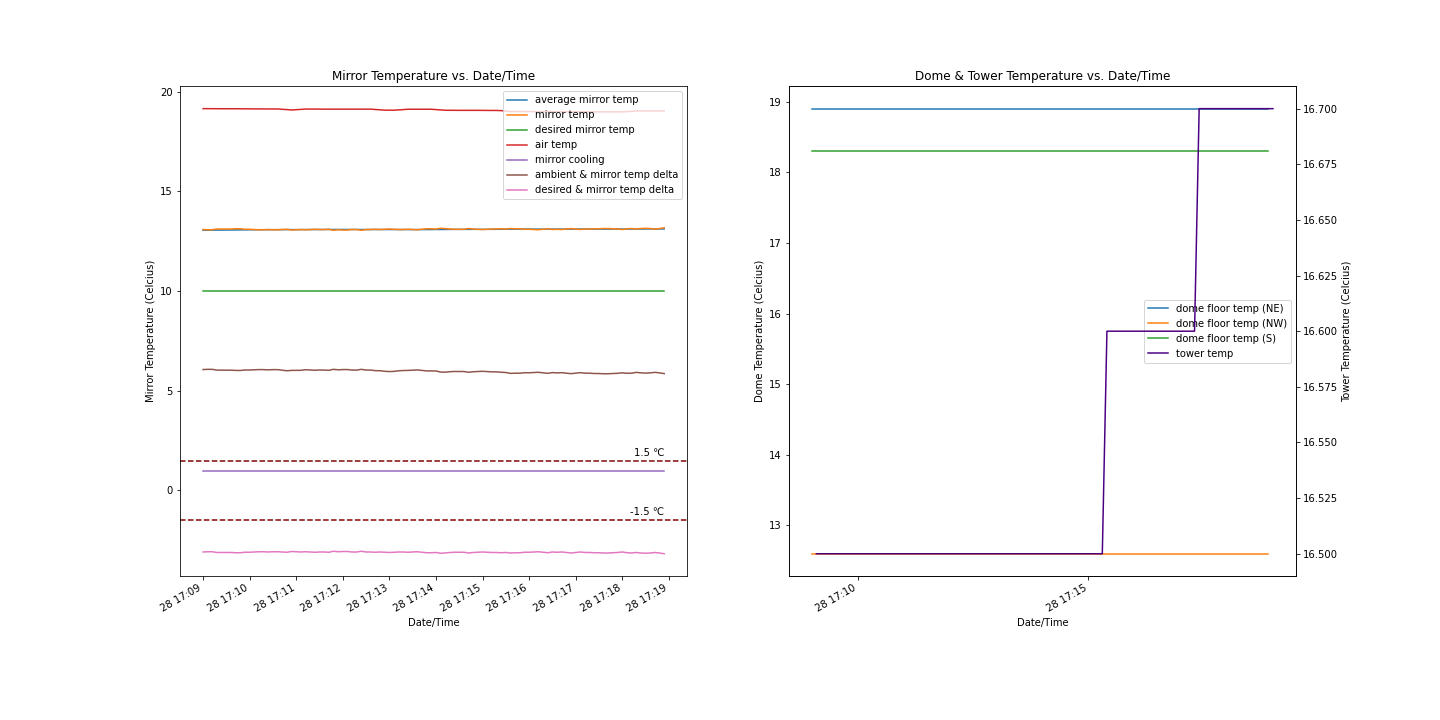 Mirror Temperature vs. Date/Time
Mirror Temperature (Celcius)
20
15
10
5
0
average mirror temp
mirror temp
desired mirror temp
air temp
mirror cooling
ambient & mirror temp delta
desired & mirror temp delta
1.5 ℃
-1.5 ℃
28 17:09
28 17:10
28 17:11
28 17:12
28 17:13
28 17:14
28 17:15
28 17:16
28 17:17
28 17:18
28 17:19
Date/Time
Dome & Tower Temperature vs. Date/Time
Dome Temperature (Celcius)
19
18
17
16
15
14
13
dome floor temp (NE)
dome floor temp (NW)
dome floor temp (S)
tower temp
16.700
16.675
16.650
16.625
16.600
16.575
16.550
16.525
16.500
Tower Temperature (Celcius)
28 17:10
28 17:15
Date/Time